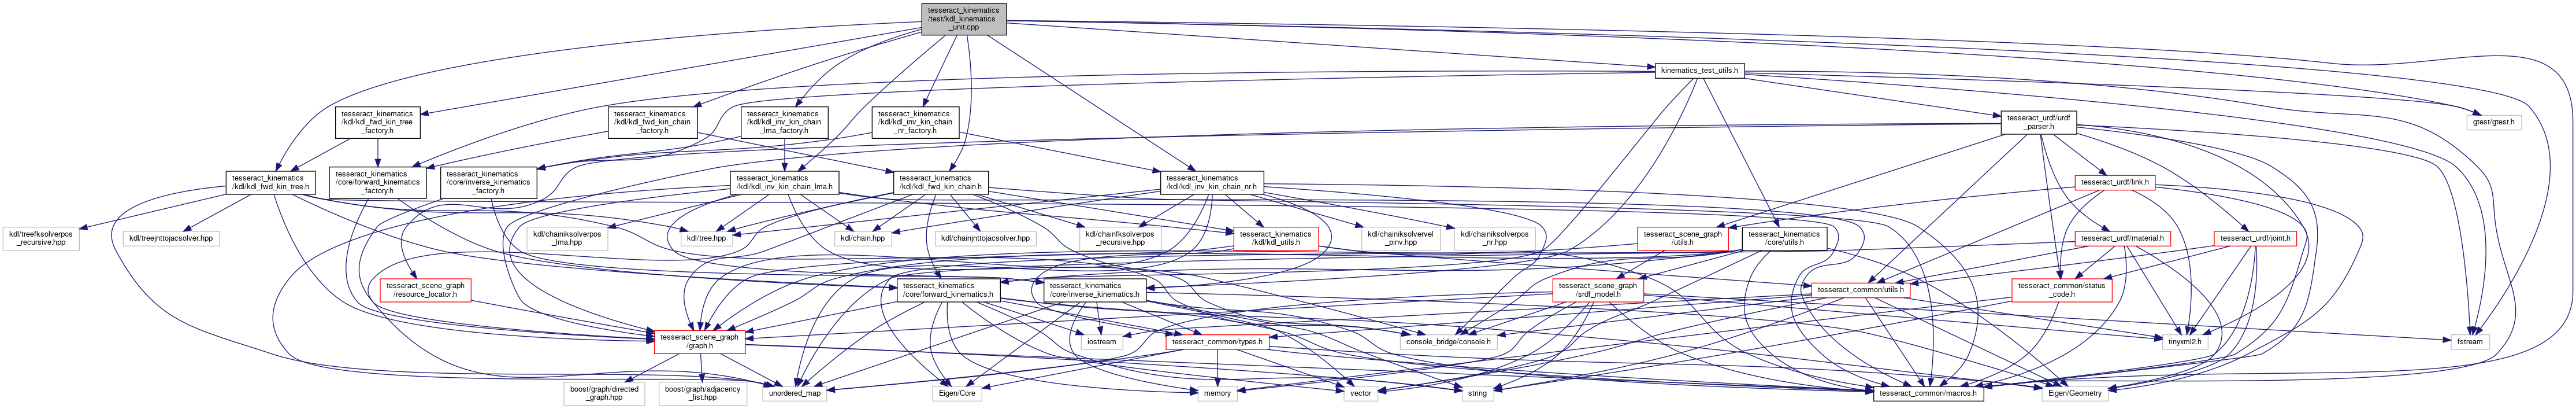 tesseract_kinematics
/test/kdl_kinematics
_unit.cpp
kinematics_test_utils.h
tesseract_kinematics
/kdl/kdl_fwd_kin_tree
_factory.h
tesseract_kinematics
/kdl/kdl_fwd_kin_chain
_factory.h
tesseract_kinematics
/kdl/kdl_inv_kin_chain
_lma_factory.h
tesseract_kinematics
/kdl/kdl_inv_kin_chain
_nr_factory.h
tesseract_urdf/urdf
_parser.h
gtest/gtest.h
tesseract_kinematics
/kdl/kdl_fwd_kin_tree.h
tesseract_kinematics
/core/forward_kinematics
_factory.h
tesseract_kinematics
/core/inverse_kinematics
_factory.h
tesseract_kinematics
/kdl/kdl_inv_kin_chain_lma.h
tesseract_kinematics
/kdl/kdl_fwd_kin_chain.h
tesseract_kinematics
/kdl/kdl_inv_kin_chain_nr.h
tesseract_urdf/link.h
kdl/treefksolverpos
_recursive.hpp
kdl/treejnttojacsolver.hpp
kdl/chainiksolverpos
_lma.hpp
kdl/tree.hpp
kdl/chain.hpp
kdl/chainjnttojacsolver.hpp
kdl/chainfksolverpos
_recursive.hpp
tesseract_kinematics
/kdl/kdl_utils.h
kdl/chainiksolvervel
_pinv.hpp
kdl/chainiksolverpos
_nr.hpp
tesseract_scene_graph
/utils.h
tesseract_kinematics
/core/utils.h
tesseract_urdf/material.h
tesseract_urdf/joint.h
tesseract_scene_graph
/resource_locator.h
tesseract_kinematics
/core/forward_kinematics.h
tesseract_kinematics
/core/inverse_kinematics.h
tesseract_scene_graph
/srdf_model.h
tesseract_common/utils.h
tesseract_common/status
_code.h
tesseract_scene_graph
/graph.h
iostream
tesseract_common/types.h
console_bridge/console.h
tinyxml2.h
fstream
boost/graph/directed
_graph.hpp
boost/graph/adjacency
_list.hpp
unordered_map
Eigen/Core
memory
vector
string
tesseract_common/macros.h
Eigen/Geometry